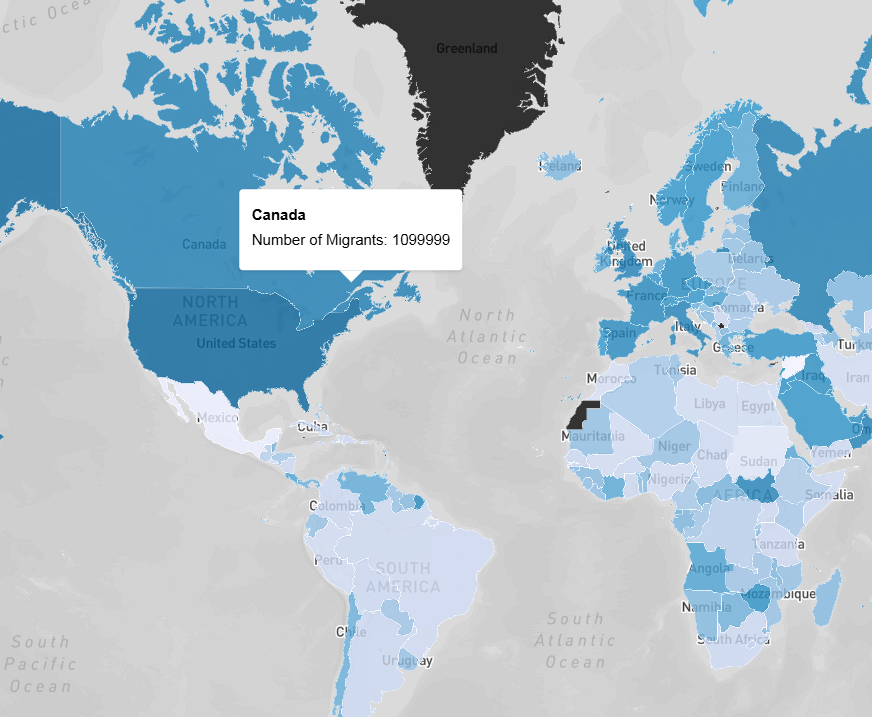 ctic Ocea
Greenland
Iceland
Sweden
Finland
Norway
Canada
Number of Migrants: 1099999
Canada
United
Kingdom
Belarus
EUROPE
France
Romania
NORTH
AMERICA
North
Atlantic
Ocean
Italy
Spain
United States
Greece
Turkm
Tunisia
Morocco
Iraq
Iran
Libya
Egypt
Mexico
Cuba
Om
Mauritania
Niger
Chad
Sudan
Yemen
Nigeria
AFRICA
Somalia
Colombia
Tanzania
Peru
SOUTH
AMERICA
Angola
Mozambique
Namibia
South
Atlantic
Ocean
Chile
South Africa
South
Pacific
Ocean
Uruguay